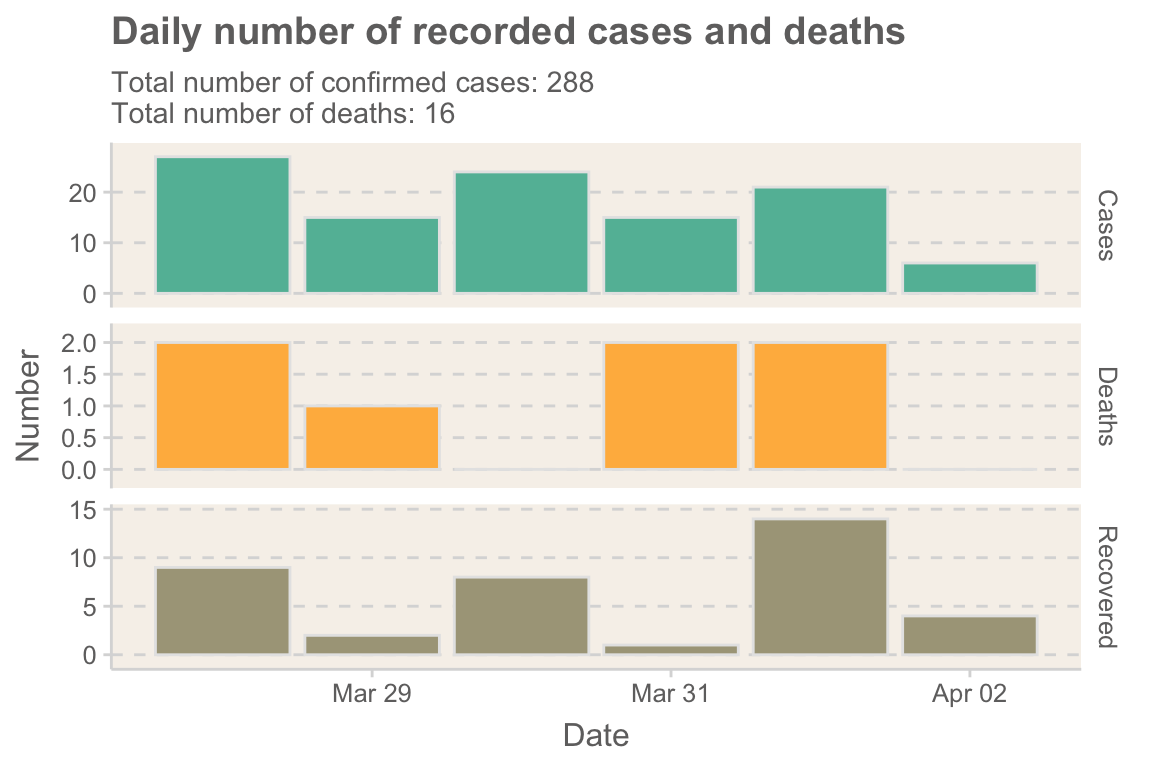 Daily number of recorded cases and deaths
Total number of confirmed cases: 288
Total number of deaths: 16
20
10
0
Cases
Number
2.0
1.5
1.0
0.5
0.0
Deaths
15
10
5
0
Recovered
Mar 29
Mar 31
Apr 02
Date